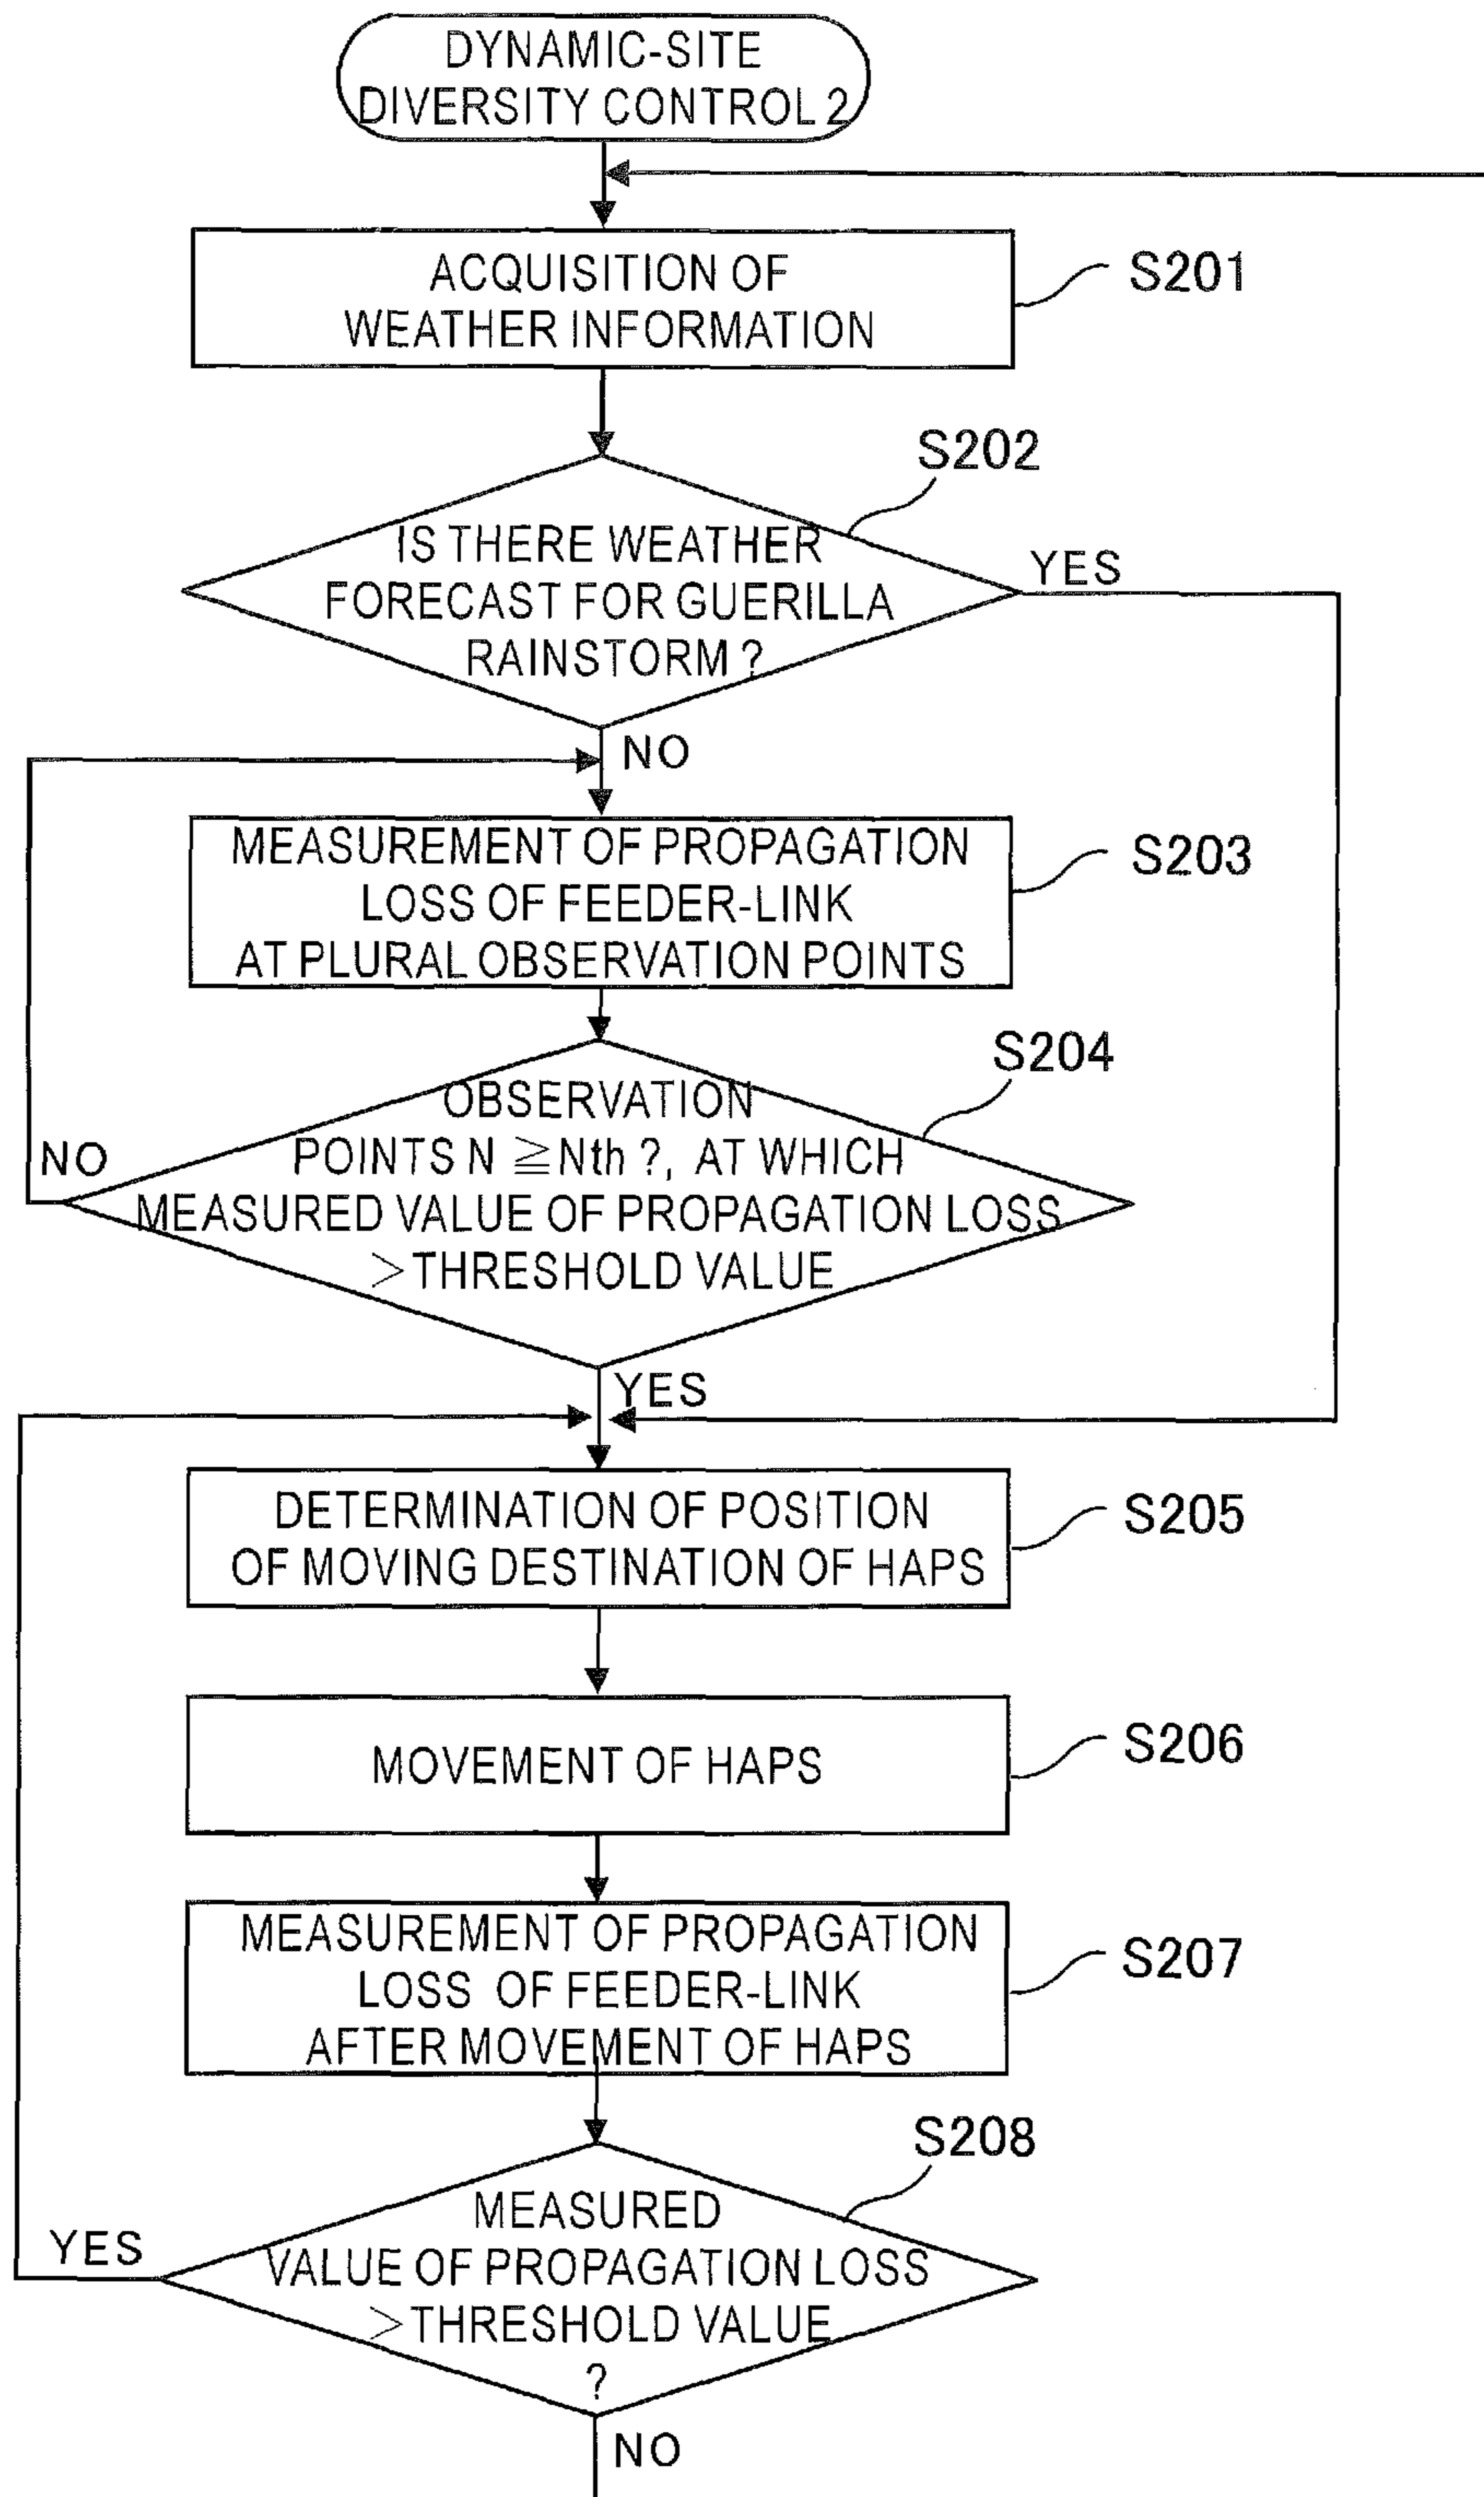 DYNAMIC-SITE
DIVERSITY CONTROL 2
ACQUISITION OF
WEATHER INFORMATION
S201
S202
IS THERE WEATHER
FORECAST FOR GUERILLA
RAINSTORM ?
YES
NO
MEASUREMENT OF PROPAGATION
LOSS OF FEEDER-LINK
AT PLURAL OBSERVATION POINTS
S203
S204
OBSERVATION
POINTS N ≧Nth ?, AT WHICH
MEASURED VALUE OF PROPAGATION LOSS
>THRESHOLD VALUE
NO
YES
DETERMINATION OF POSITION
OF MOVING DESTINATION OF HAPS
S205
MOVEMENT OF HAPS
S206
MEASUREMENT OF PROPAGATION
LOSS OF FEEDER-LINK
AFTER MOVEMENT OF HAPS
S207
S208
MEASURED
VALUE OF PROPAGATION LOSS
>THRESHOLD VALUE
?
YES
NO